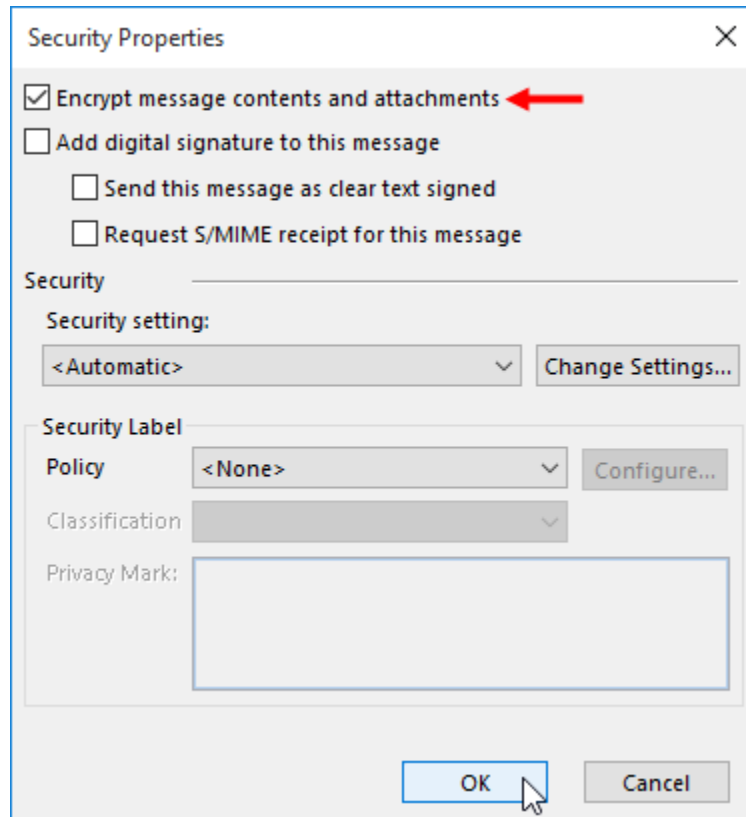 Security Properties
Encrypt message contents and attachments
Add digital signature to this message
Send this message as clear text signed
Request S/MIME receipt for this message
Security
Security setting:
<Automatic>
Change Settings...
Security Label
Policy
<None>
Configure...
Classification
Privacy Mark:
OK
Cancel